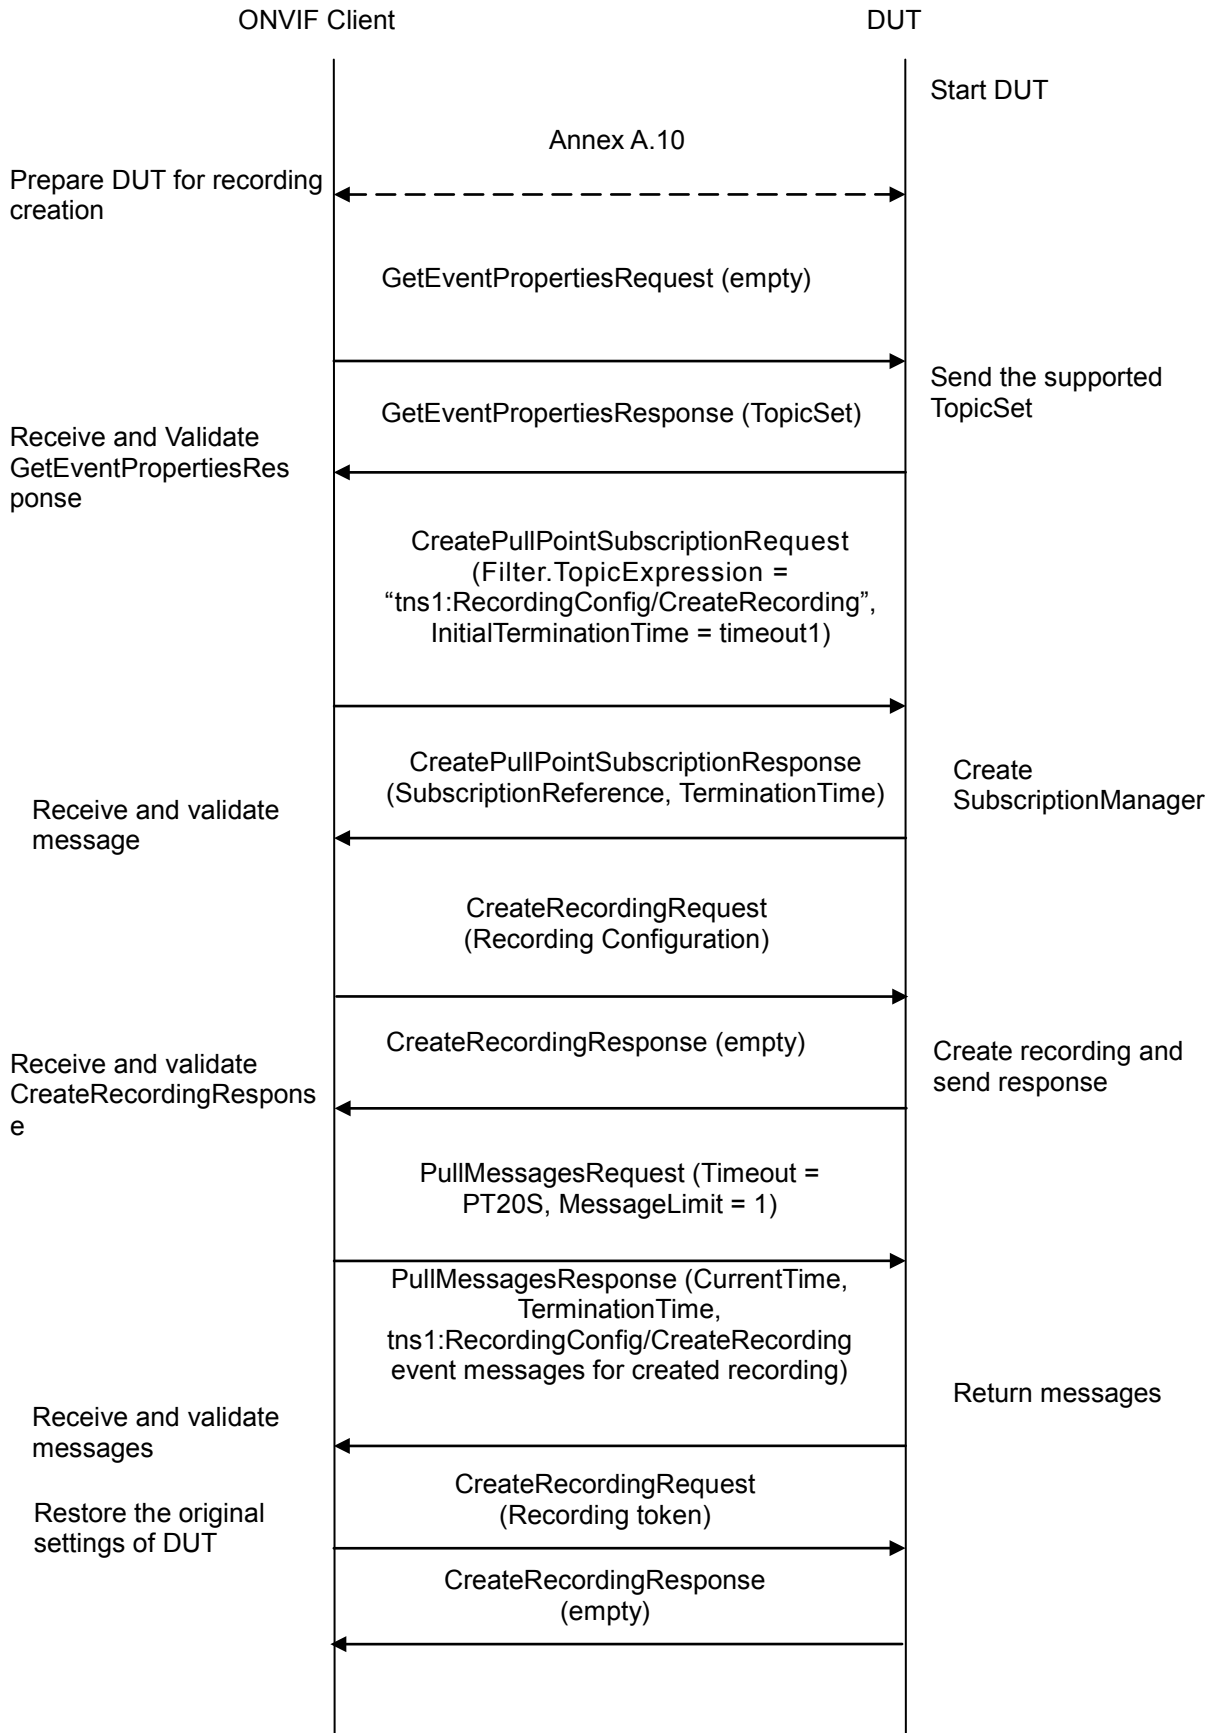 ONVIF Client
DUT
Start DUT
Annex A.10
Prepare DUT for recording
creation
GetEventPropertiesRequest (empty)
Send the supported
TopicSet
GetEventPropertiesResponse (TopicSet)
Receive and Validate
GetEventPropertiesRes
ponse
CreatePullPointSubscriptionRequest
(Filter.TopicExpression =
“tns1:RecordingConfig/CreateRecording”,
InitialTerminationTime = timeout1)
CreatePullPointSubscriptionResponse
(SubscriptionReference, TerminationTime)
Create
SubscriptionManager
Receive and validate
message
CreateRecordingRequest
(Recording Configuration)
CreateRecordingResponse (empty)
Create recording and
send response
Receive and validate
CreateRecordingRespons
e
PullMessagesRequest (Timeout =
PT20S, MessageLimit = 1)
PullMessagesResponse (CurrentTime,
TerminationTime,
tns1:RecordingConfig/CreateRecording
event messages for created recording)
Return messages
Receive and validate
messages
CreateRecordingRequest
(Recording token)
Restore the original
settings of DUT
CreateRecordingResponse
(empty)